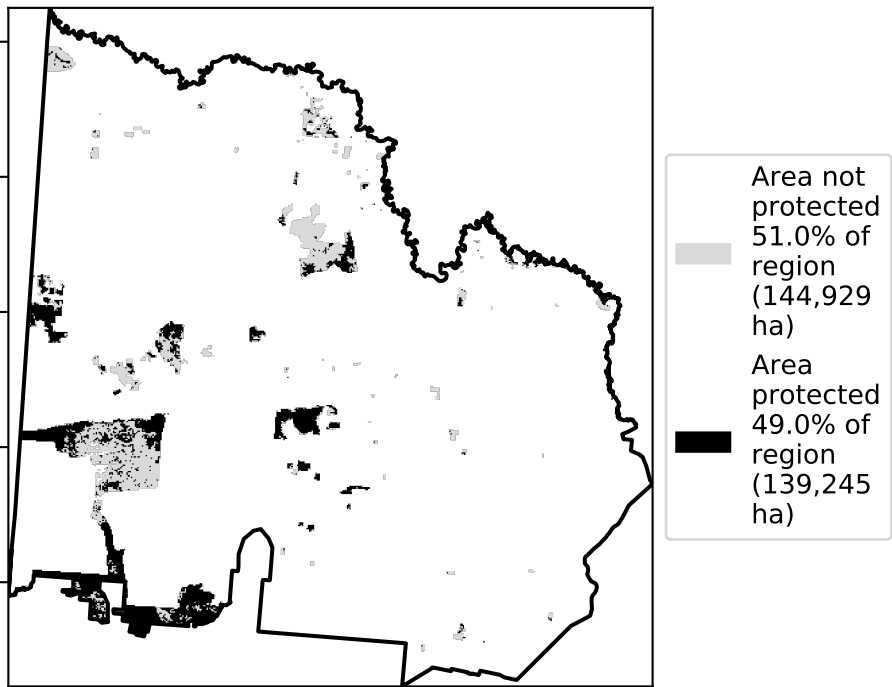 Area not
protected
51.0% of
region
(144,929
ha)
Area
protected
49.0% of
region
(139,245
ha)